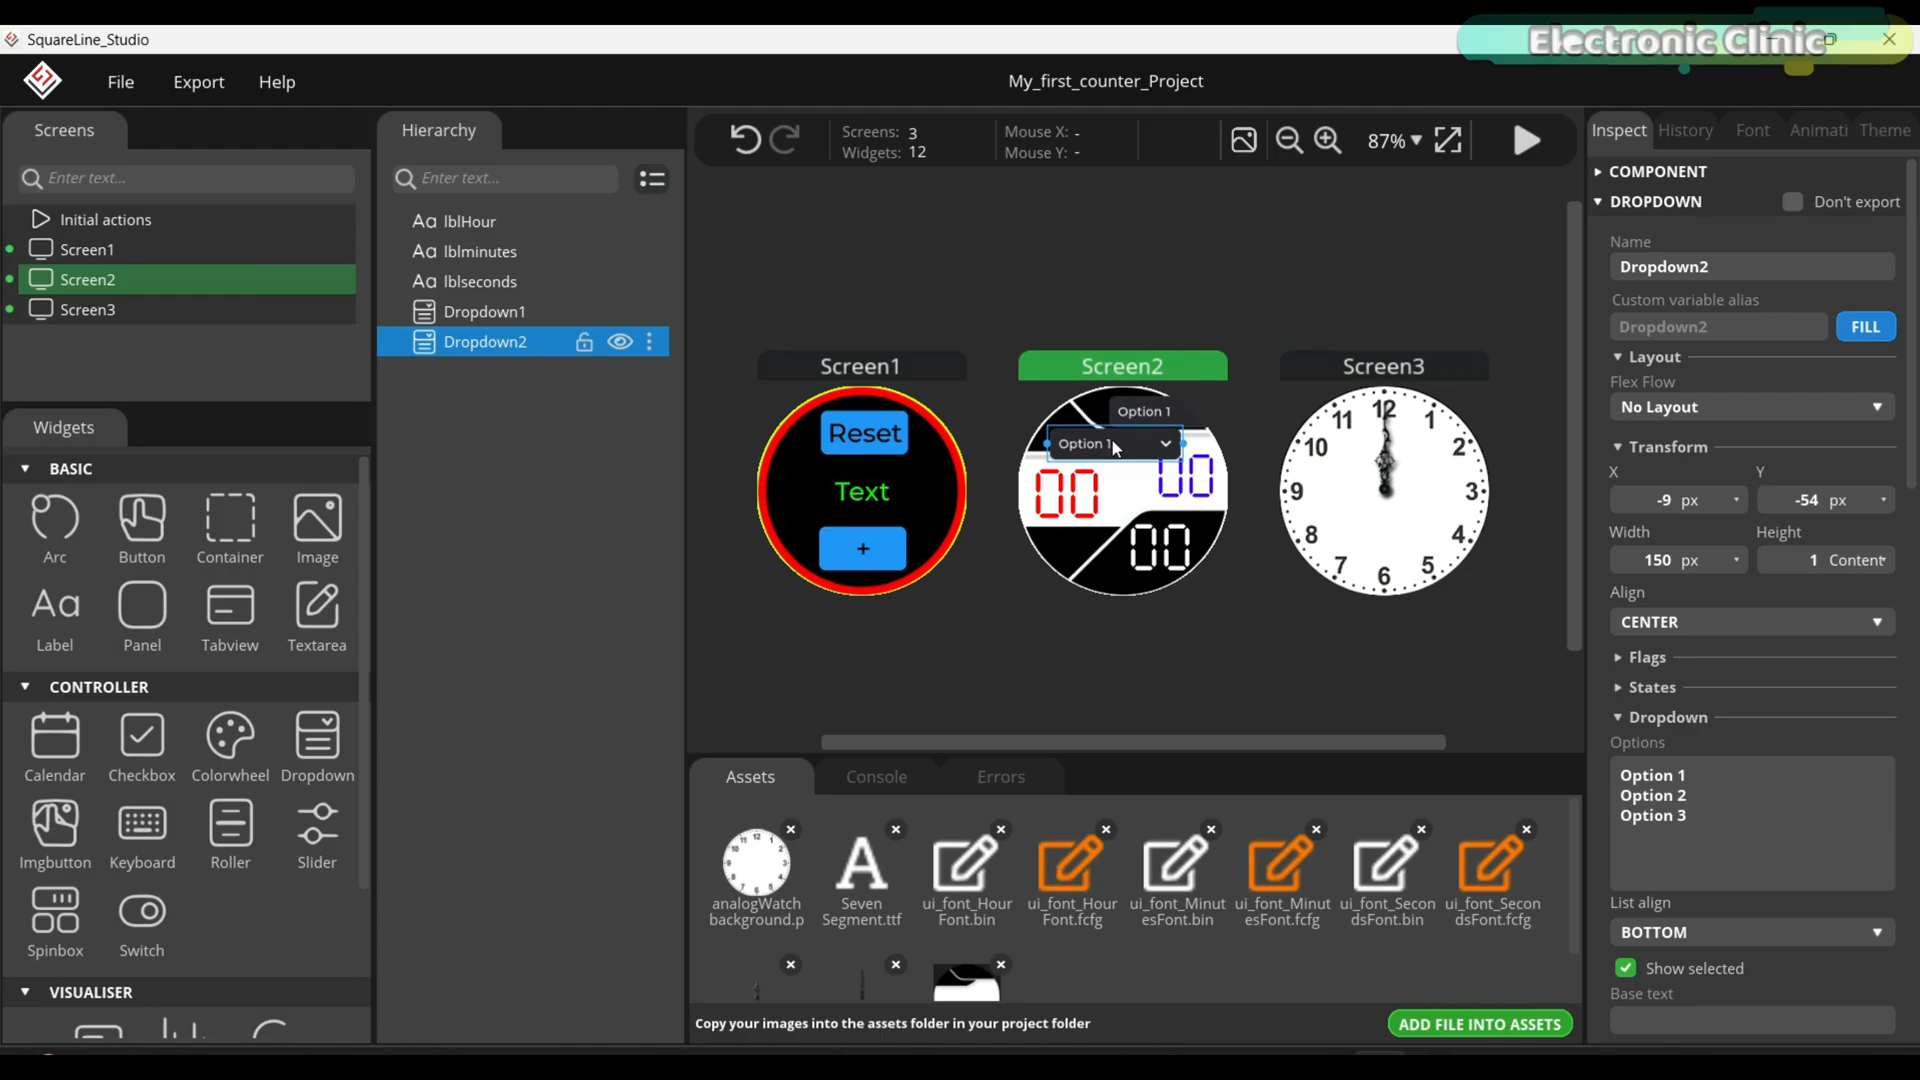 SquareLine_Studio
Electronic Clinic
File
Export
Help
My_first_counter_Project
Screens
Enter text...
Initial actions
Screen1
Screen2
Screen3
Hierarchy
Enter text...
Aa lblHour
Aa lblminutes
Aa lblseconds
Dropdown1
Dropdown2
Widgets
BASIC
Arc
Button
Container
Image
Aa
Label
Panel
Tabview
Textarea
CONTROLLER
Calendar
Checkbox
Colorwheel
Dropdown
Imgbutton
Keyboard
Roller
Slider
Spinbox
Switch
VISUALISER
Screens: 3
Widgets: 12
Mouse X: -
Mouse Y: -
87%
Screen1
Reset
Text
+
Screen2
Option 1
Option 1
00
00
00
Screen3
12
1
2
3
4
5
6
7
8
9
10
11
Assets
Console
Errors
12
A
analogWatch
background.p
Seven
Segment.ttf
ui_font_Hour
Font.bin
ui_font_Hour
Font.fcfg
ui_font_Minut
esFont.bin
ui_font_Minut
esFont.fcfg
ui_font_Secon
dsFont.bin
ui_font_Secon
dsFont.fcfg
Copy your images into the assets folder in your project folder
ADD FILE INTO ASSETS
Inspect
History
Font
Animati
Theme
COMPONENT
DROPDOWN
Don't export
Name
Dropdown2
Custom variable alias
Dropdown2
FILL
Layout
Flex Flow
No Layout
Transform
X
Y
-9 px
-54 px
Width
Height
150 px
1 Content
Align
CENTER
Flags
States
Dropdown
Options
Option 1
Option 2
Option 3
List align
BOTTOM
Show selected
Base text